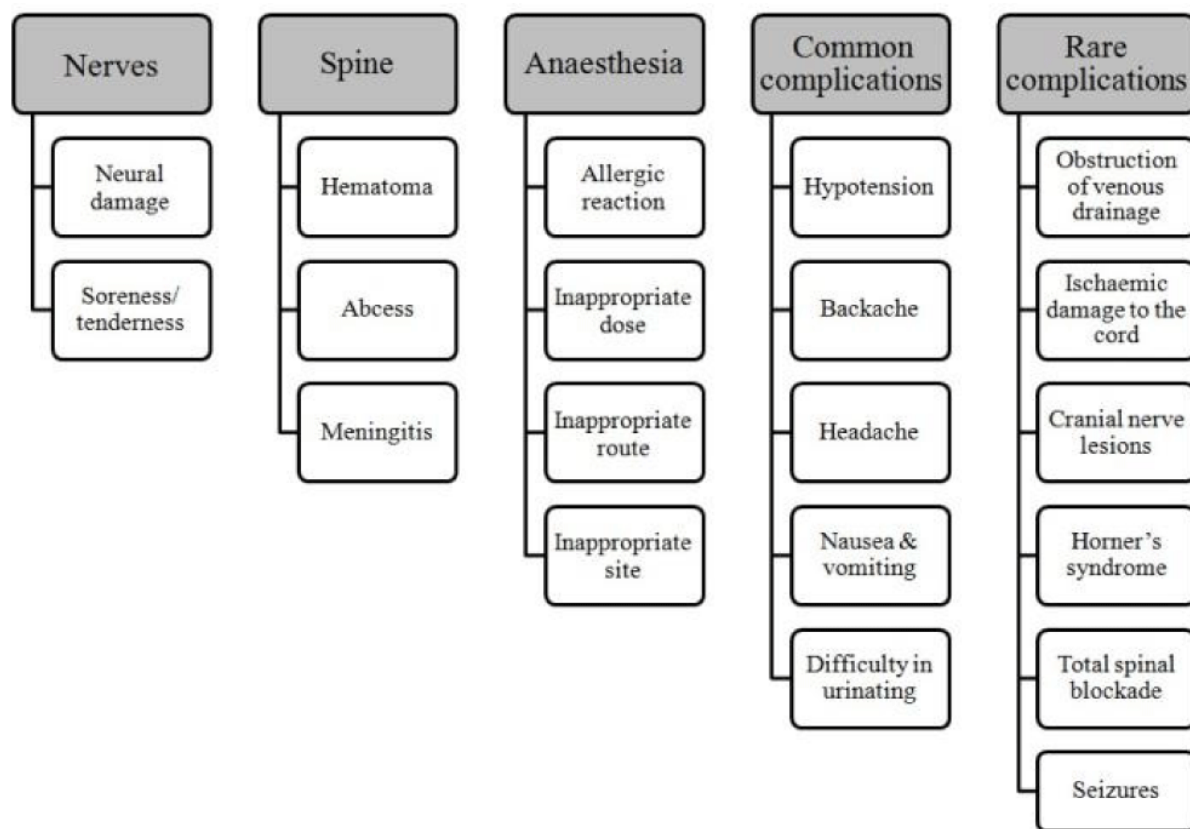 Nerves
Neural
damage
Soreness/
tenderness
Spine
Hematoma
Abcess
Meningitis
Anaesthesia
Allergic
reaction
Inappropriate
dose
Inappropriate
route
Inappropriate
site
Common
complications
Hypotension
Backache
Headache
Nausea &
vomiting
Difficulty in
urinating
Rare
complications
Obstruction
of venous
drainage
Ischaemic
damage to the
cord
Cranial nerve
lesions
Horner's
syndrome
Total spinal
blockade
Seizures